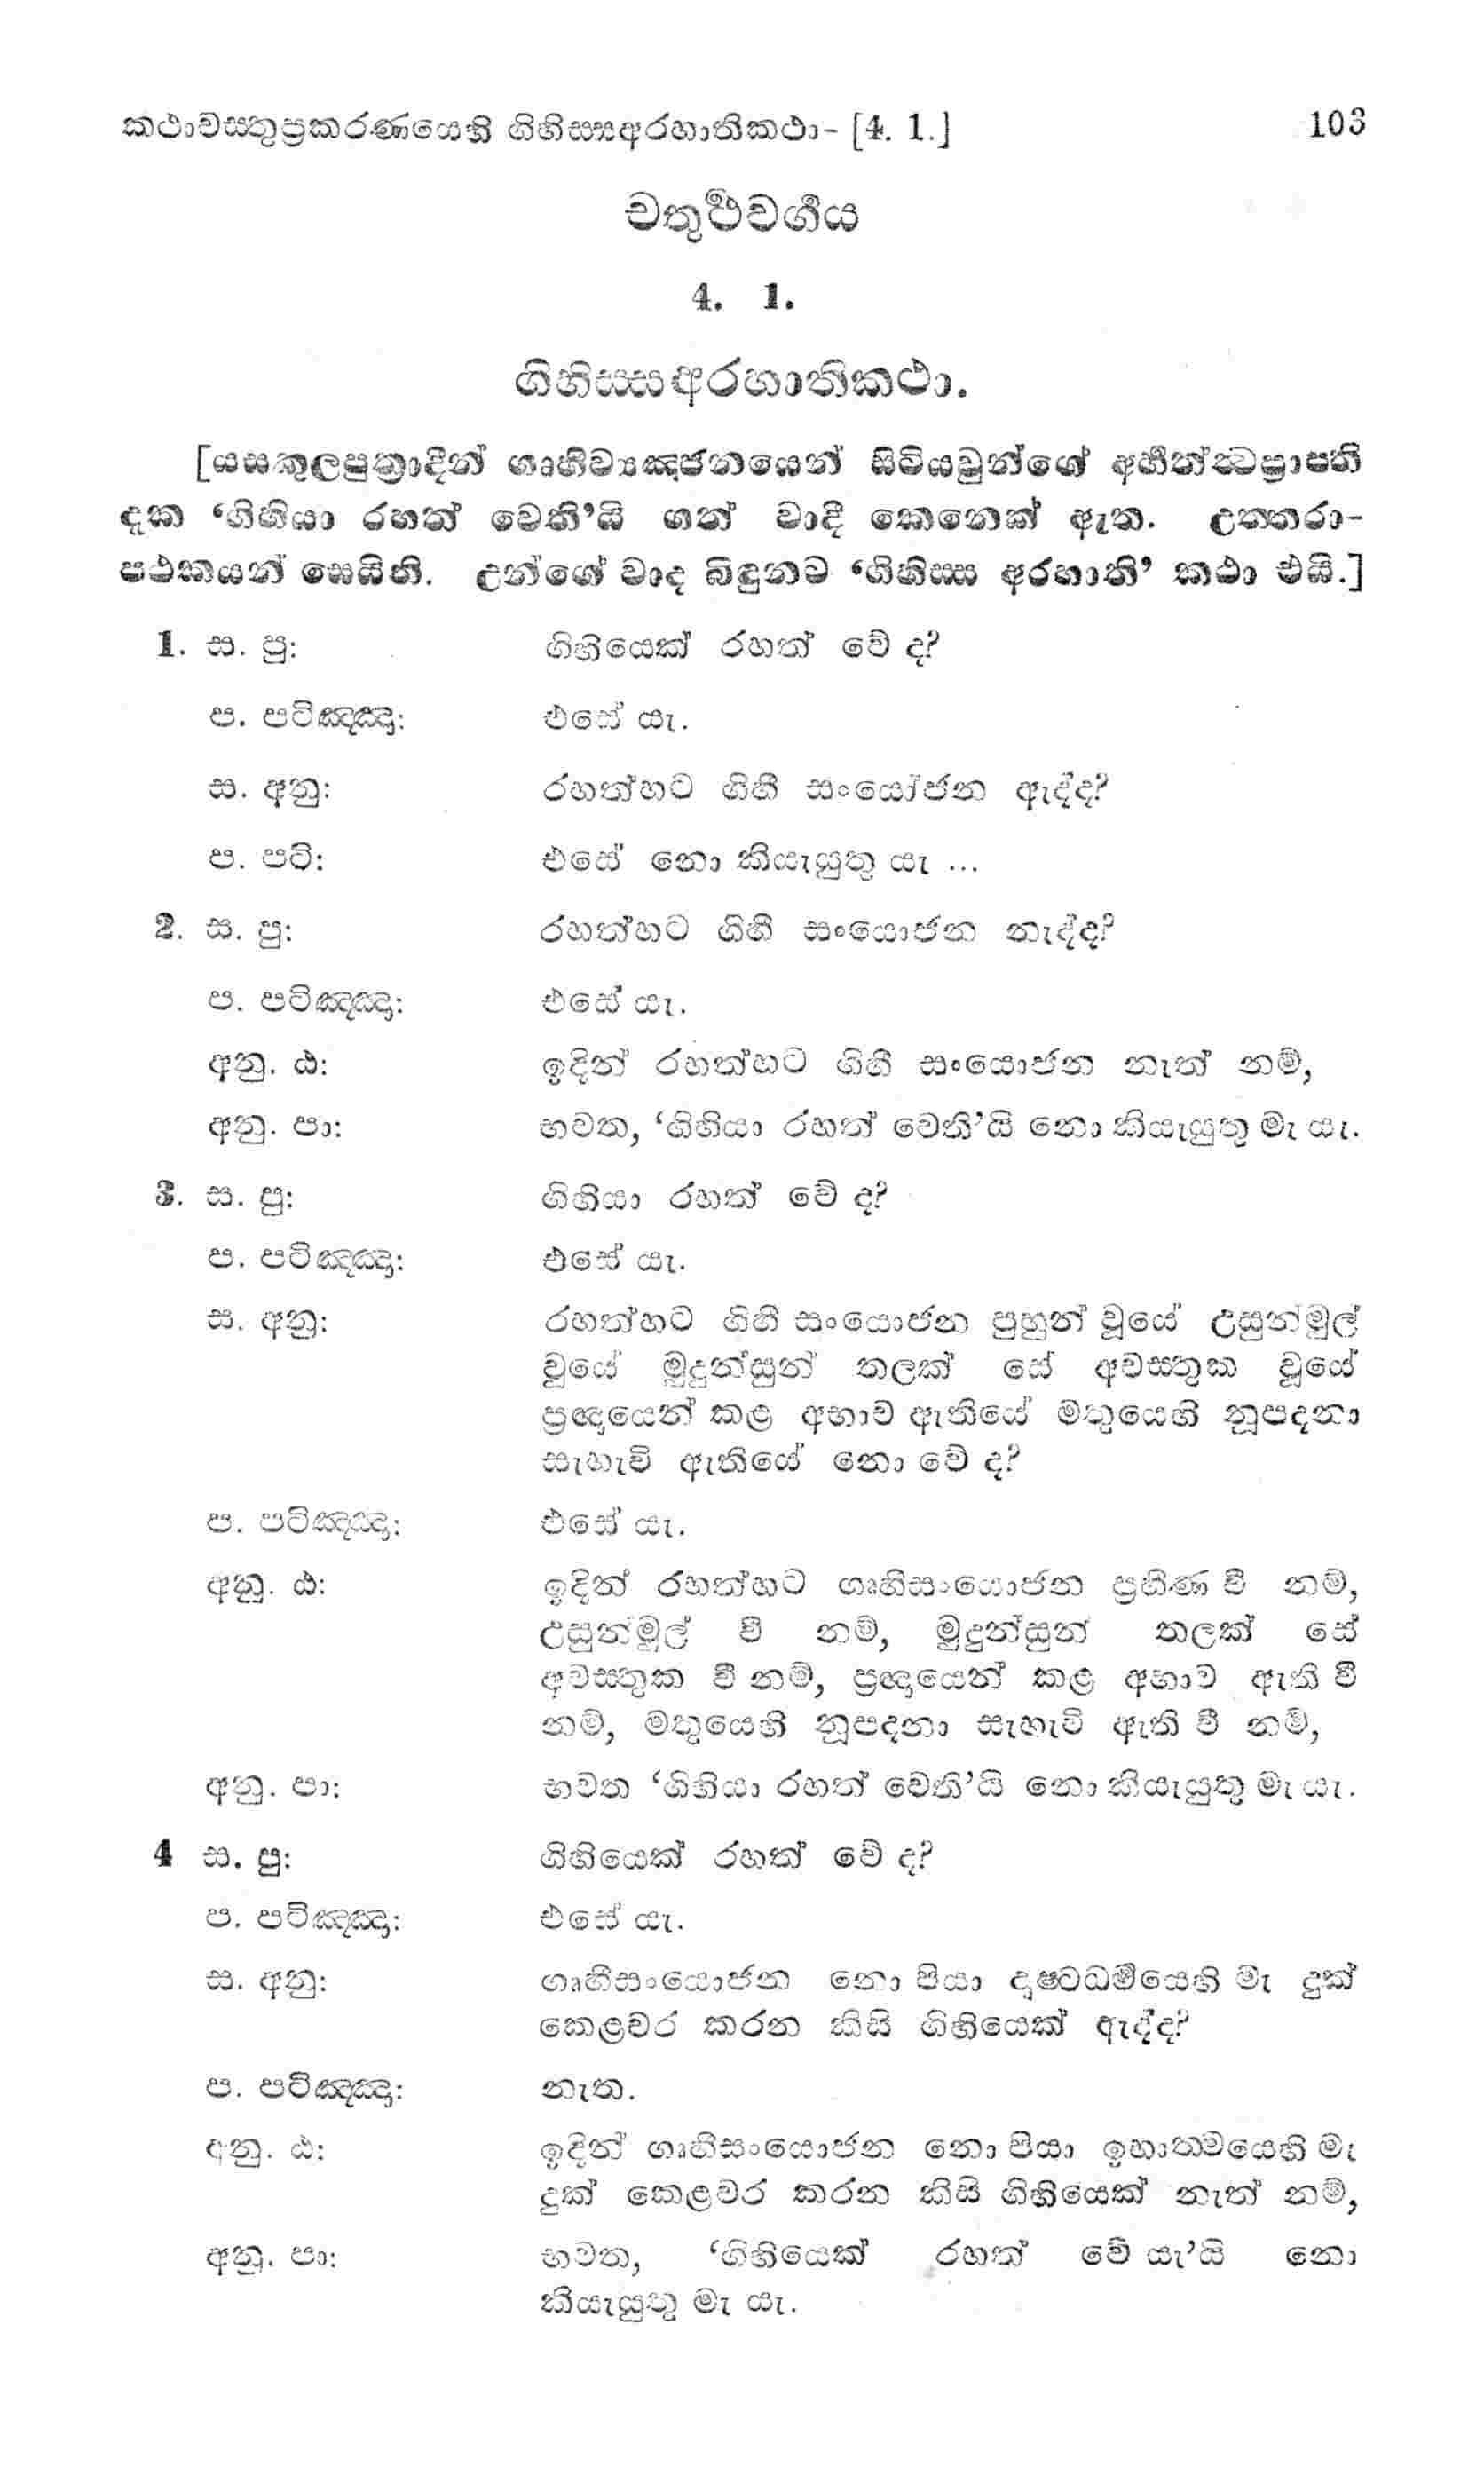 කථාවස්තුප්‍රකරණයෙහි ගිහිස්සඅරහාතිකථා- [4. 1.] 103
චතුර්ථවර්ගය
4. 1.
ගිහිස්සඅරහාතිකථා.
[යසකුලපුත්‍රාදීන් ගෘහිව්‍යඤ්ජනයෙන් සිටියවුන්ගේ අර්හන්ත්වප්‍රාප්ති
දැක ‘ගිහියා රහත් වෙති’යි ගත් වාදී කෙනෙක් ඇත. උත්තරා-
පථකයන් සෙයිනි. උන්ගේ වාද බිඳුනට ‘ගිහිස්ස අරහාති’ කථා එයි.]
1. ස. පු: ගිහියෙක් රහත් වේ ද?
ප. පටිඤ්ඤා: එසේ යැ.
ස. අනු: රහත්හට ගිහි සංයෝජන ඇද්ද?
ප. පටි: එසේ නො කියැයුතු යැ ...
2. ස. පු: රහත්හට ගිහි සංයොජන නැද්ද?
ප. පටිඤ්ඤා: එසේ යැ.
අනු. ඨ: ඉදින් රහත්හට ගිහි සංයොජන නැත් නම්,
අනු. පා: භවත, ‘ගිහියා රහත් වෙති’යි නො කියැයුතු මැ යැ.
3. ස. පු: ගිහියා රහත් වේ ද?
ප. පටිඤ්ඤා: එසේ යැ.
ස. අනු: රහත්හට ගිහි සංයොජන පුහුන් වූයේ උසුන්මුල්
වූයේ මුදුන්සුන් තලක් සේ අවස්තුක වූයේ
ප්‍රඥායෙන් කළ අභාව ඇතියේ මතුයෙහි නූපදනා
සැහැවි ඇතියේ නො වේ ද?
ප. පටිඤ්ඤා: එසේ යැ.
අනු. ඨ: ඉදින් රහත්හට ගෘහිසංයොජන ප්‍රහීණ වී නම්,
උසුන්මුල් වී නම්, මුදුන්සුන් තලක් සේ
අවස්තුක වී නම්, ප්‍රඥායෙන් කළ අභාව ඇති වී
නම්, මතුයෙහි නූපදනා සැහැවි ඇති වී නම්,
අනු. පා: භවත ‘ගිහියා රහත් වෙති’යි නො කියැයුතු මැ යැ.
4 ස. පු: ගිහියෙක් රහත් වේ ද?
ප. පටිඤ්ඤා: එසේ යැ.
ස. අනු: ගෘහීසංයොජන නො පියා දෘෂ්ටධර්මයෙහි මැ දුක්
කෙළවර කරන කිසි ගිහියෙක් ඇද්ද?
ප. පටිඤ්ඤා: නැත.
අනු. ඨ: ඉදින් ගෘහිසංයොජන නො පියා ඉහාත්මයෙහි මැ
දුක් කෙළවර කරන කිසි ගිහියෙක් නැත් නම්,
අනු. පා: භවත, ‘ගිහියෙක් රහත් වේ යැ’යි නො
කියැයුතු මැ යැ.